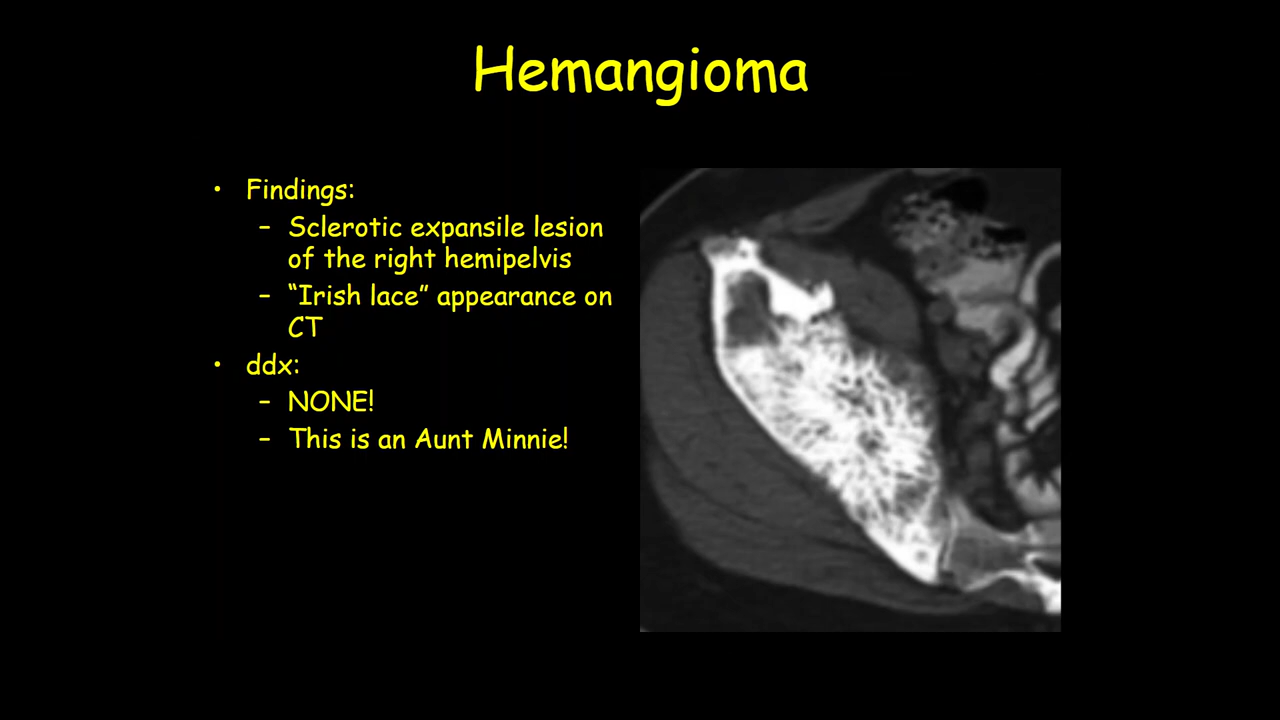 Hemangioma
• Findings:
– Sclerotic expansile lesion
of the right hemipelvis
– “Irish lace” appearance on
CT
• ddx:
– NONE!
– This is an Aunt Minnie!